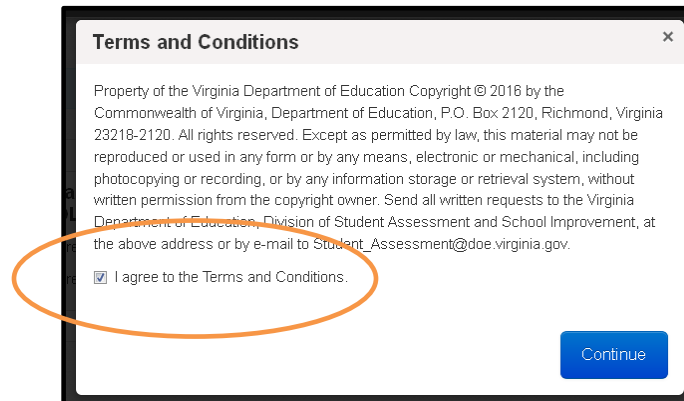 Terms and Conditions
×
Property of the Virginia Department of Education Copyright © 2016 by the
Commonwealth of Virginia, Department of Education, P.O. Box 2120, Richmond, Virginia
23218-2120. All rights reserved. Except as permitted by law, this material may not be
reproduced or used in any form or by any means, electronic or mechanical, including
photocopying or recording, or by any information storage or retrieval system, without
written permission from the copyright owner. Send all written requests to the Virginia
Department of Education, Division of Student Assessment and School Improvement, at
the above address or by e-mail to Student_Assessment@doe.virginia.gov.
I agree to the Terms and Conditions.
Continue